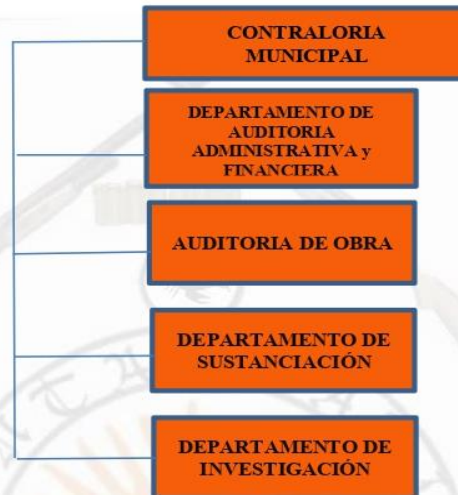 CONTRALORIA
MUNICIPAL
DEPARTAMENTO DE
AUDITORIA
ADMINISTRATIVA y
FINANCIERA
AUDITORIA DE OBRA
DEPARTAMENTO DE
SUSTANCIACIÓN
DEPARTAMENTO DE
INVESTIGACIÓN